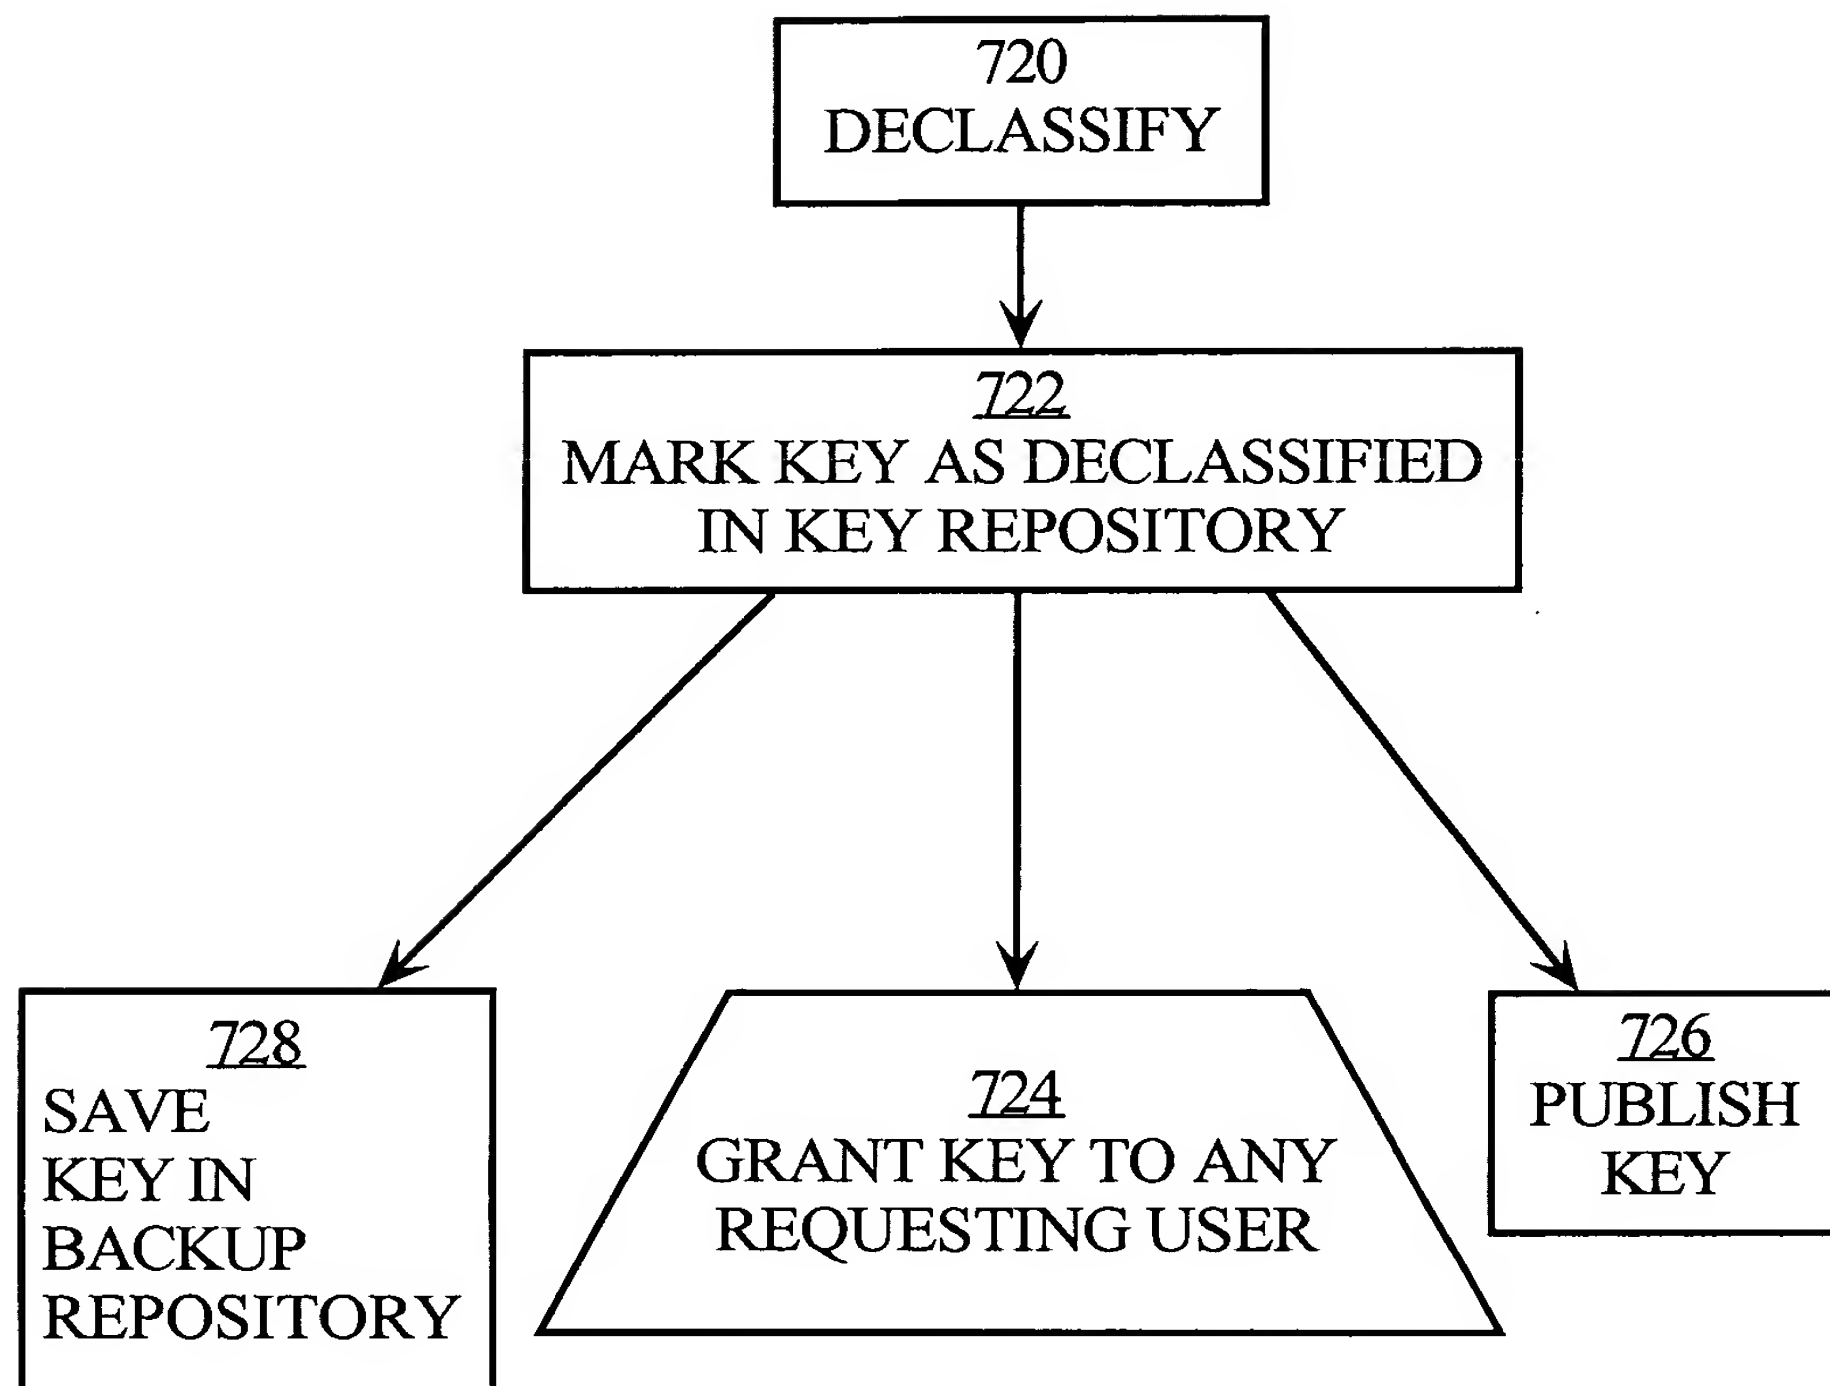 720
DECLASSIFY
722
MARK KEY AS DECLASSIFIED
IN KEY REPOSITORY
728
SAVE
KEY IN
BACKUP
REPOSITORY
724
GRANT KEY TO ANY
REQUESTING USER
726
PUBLISH
KEY